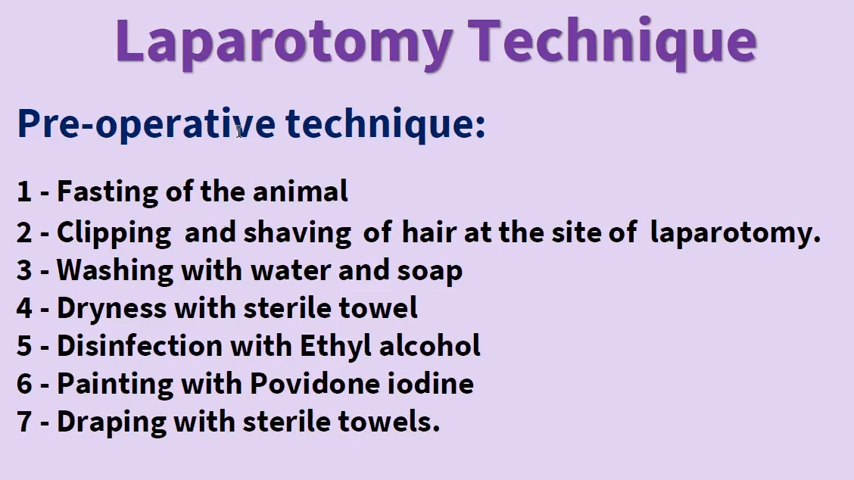 Laparotomy Technique
Pre-operative technique:
1 - Fasting of the animal
2 - Clipping and shaving of hair at the site of laparotomy.
3 - Washing with water and soap
4 - Dryness with sterile towel
5 - Disinfection with Ethyl alcohol
6 - Painting with Povidone iodine
7 - Draping with sterile towels.